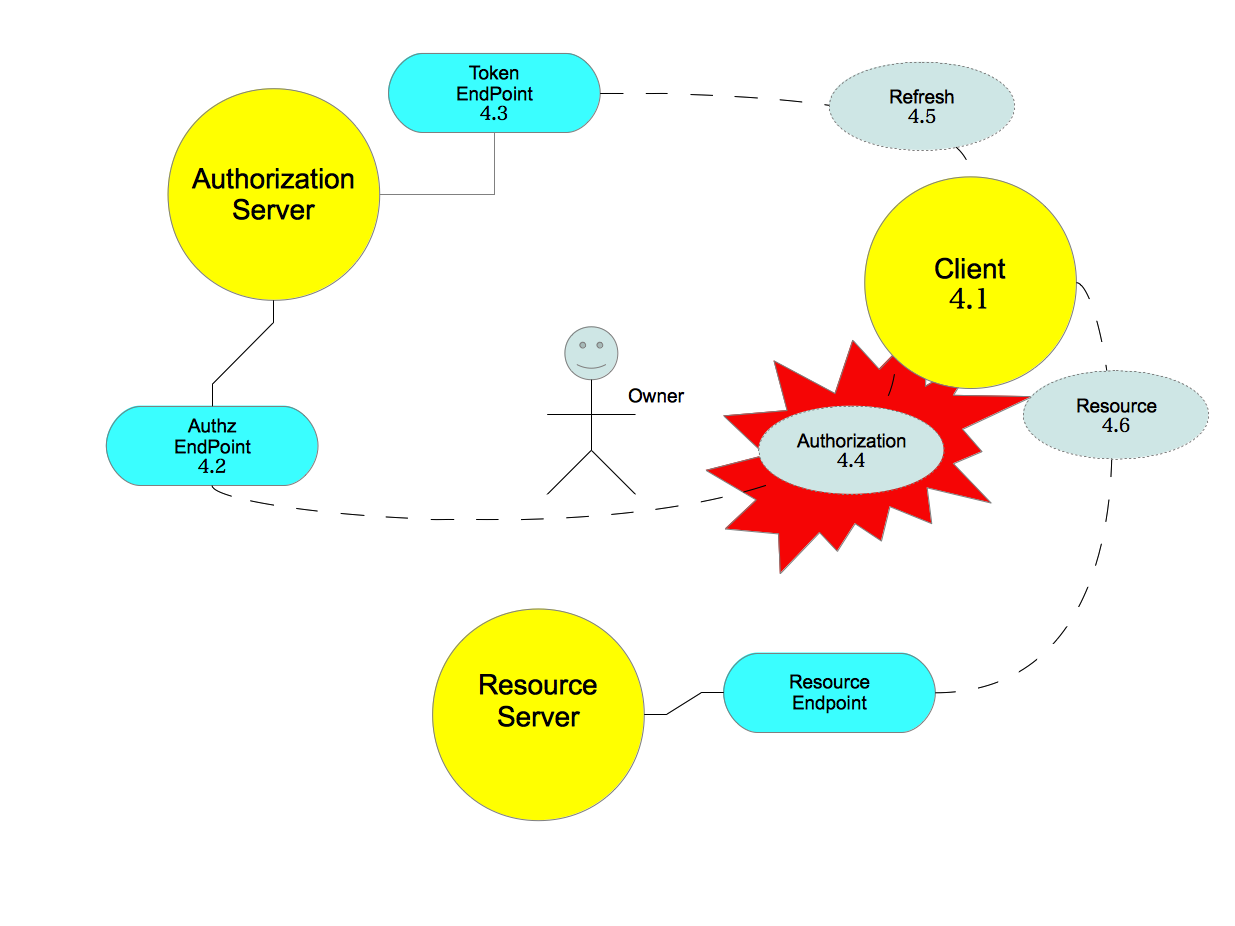 Token
EndPoint
4.3
Refresh
4.5
Authorization
Server
Client
4.1
Owner
Resource
4.6
Authz
EndPoint
4.2
Authorization
4.4
Resource
Server
Resource
Endpoint